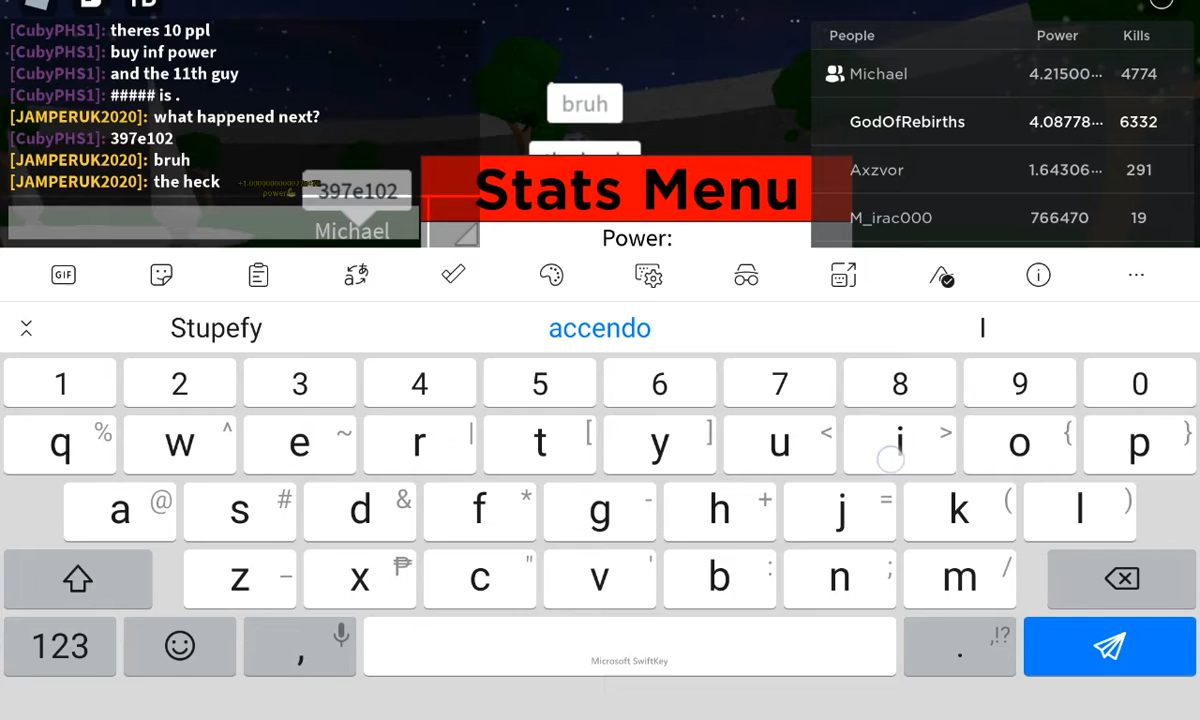 [CubyPHS1]: theres 10 ppl
[CubyPHS1]: buy inf power
[CubyPHS1]: and the 11th guy
[CubyPHS1]: ##### is .
[JAMPERUK2020]: what happened next?
[CubyPHS1]: 397e102
[JAMPERUK2020]: bruh
[JAMPERUK2020]: the heck
bruh
397e102
Michael
Stats Menu
Power:
People Power Kills
Michael 4.21500··· 4774
GodOfRebirths 4.08778··· 6332
Axzvor 1.64306··· 291
M_irac000 766470 19
GIF
Stupefy accendo I
1 2 3 4 5 6 7 8 9 0
q % w ^ e ~ r | t [ y ] u < i > o { p }
a @ s # d & f * g - h + j = k ( l )
z – x ₱ c " v ' b : n ; m /
123 , . ,!?
Microsoft SwiftKey